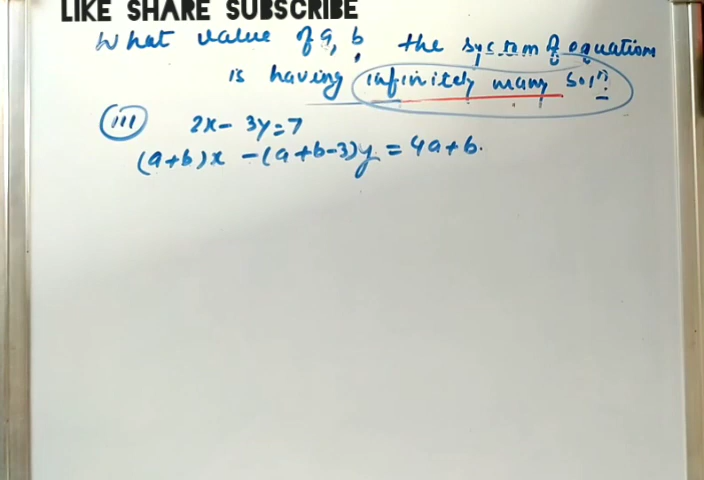 LIKE SHARE SUBSCRIBE
What value of a, b the system of equation
is having infinitely many solⁿ.
(iii) 2x - 3y = 7
(a+b)x - (a+b-3)y = 4a+b.